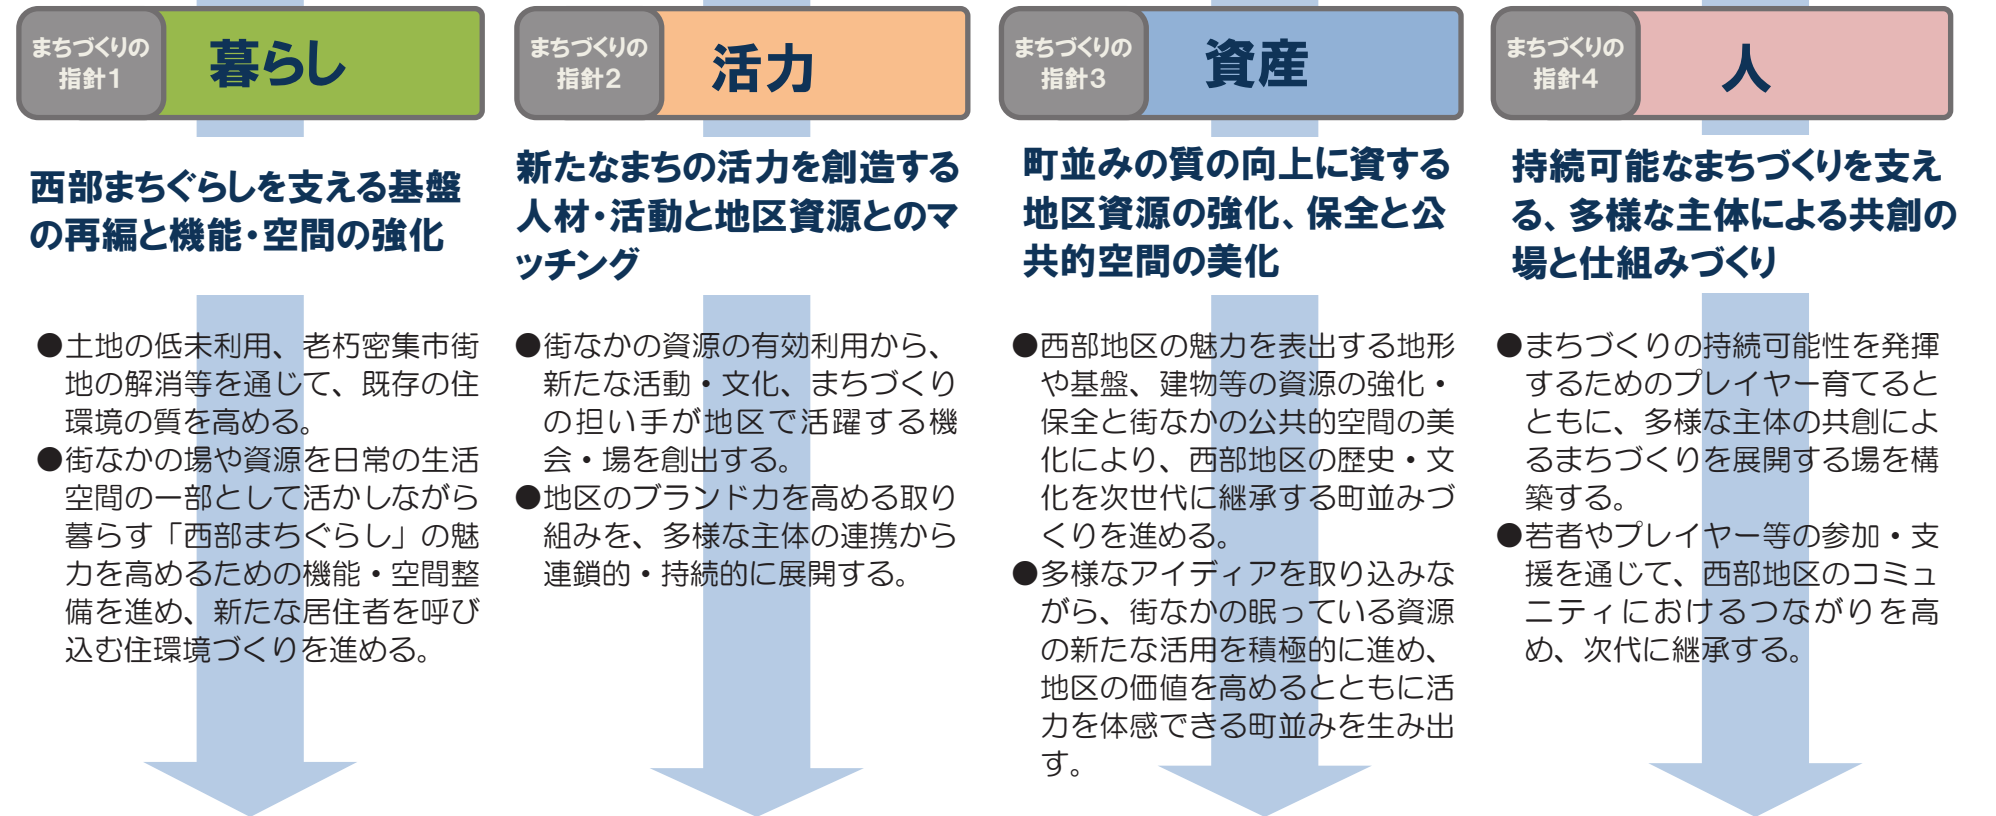 まちづくりの
指針1
暮らし
西部まちぐらしを支える基盤
の再編と機能・空間の強化
●土地の低未利用、老朽密集市街
地の解消等を通じて、既存の住
環境の質を高める。
●街なかの場や資源を日常の生活
空間の一部として活かしながら
暮らす「西部まちぐらし」の魅
力を高めるための機能・空間整
備を進め、新たな居住者を呼び
込む住環境づくりを進める。
まちづくりの
指針2
活力
新たなまちの活力を創造する
人材・活動と地区資源とのマ
ッチング
●街なかの資源の有効利用から、
新たな活動・文化、まちづくり
の担い手が地区で活躍する機
会・場を創出する。
●地区のブランド力を高める取り
組みを、多様な主体の連携から
連鎖的・持続的に展開する。
まちづくりの
指針3
資産
町並みの質の向上に資する
地区資源の強化、保全と公
共的空間の美化
●西部地区の魅力を表出する地形
や基盤、建物等の資源の強化・
保全と街なかの公共的空間の美
化により、西部地区の歴史・文
化を次世代に継承する町並みづ
くりを進める。
●多様なアイディアを取り込みな
がら、街なかの眠っている資源
の新たな活用を積極的に進め、
地区の価値を高めるとともに活
力を体感できる町並みを生み出
す。
まちづくりの
指針4
人
持続可能なまちづくりを支え
る、多様な主体による共創の
場と仕組みづくり
●まちづくりの持続可能性を発揮
するためのプレイヤー育てると
ともに、多様な主体の共創によ
るまちづくりを展開する場を構
築する。
●若者やプレイヤー等の参加・支
援を通じて、西部地区のコミュ
ニティにおけるつながりを高
め、次代に継承する。